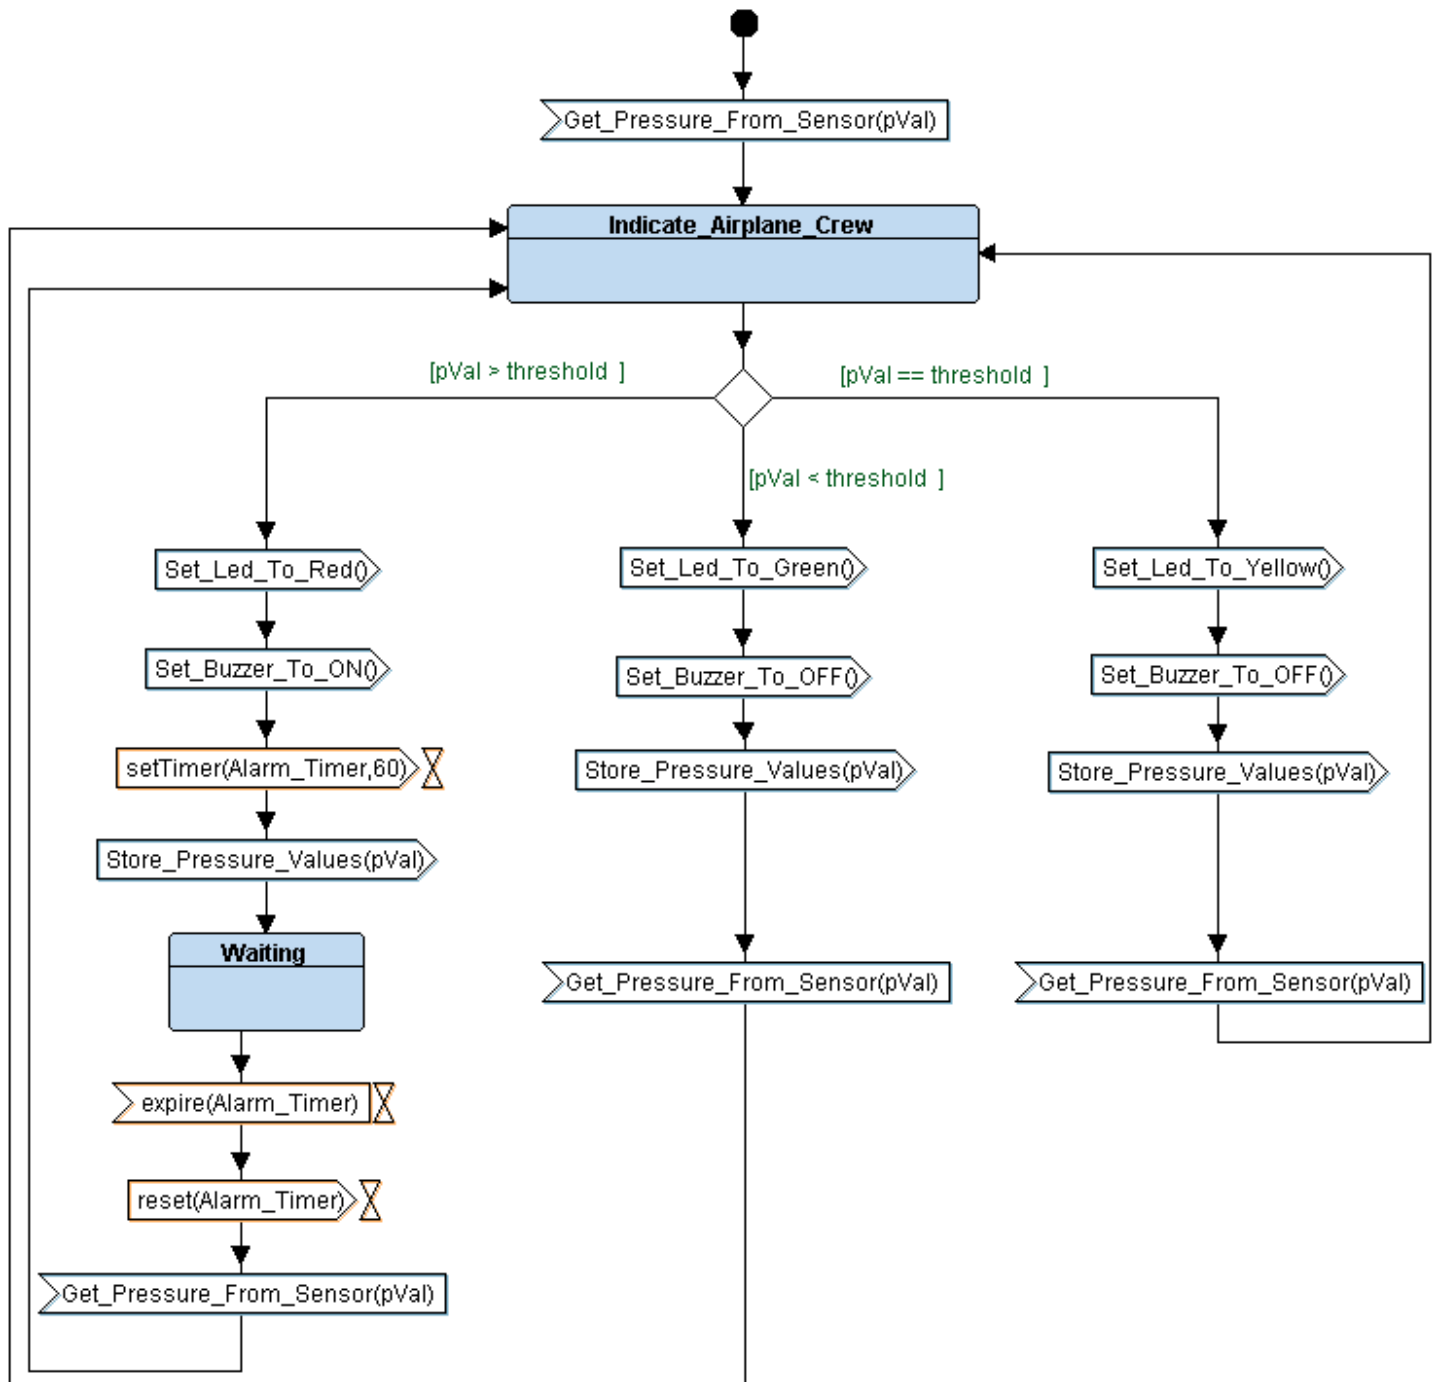 Get_Pressure_From_Sensor(pVal)
Indicate_Airplane_Crew
[pVal > threshold ]
[pVal == threshold ]
[pVal < threshold ]
Set_Led_To_Red()
Set_Buzzer_To_ON()
setTimer(Alarm_Timer,60)
Store_Pressure_Values(pVal)
Waiting
expire(Alarm_Timer)
reset(Alarm_Timer)
Get_Pressure_From_Sensor(pVal)
Set_Led_To_Green()
Set_Buzzer_To_OFF()
Store_Pressure_Values(pVal)
Get_Pressure_From_Sensor(pVal)
Set_Led_To_Yellow()
Set_Buzzer_To_OFF()
Store_Pressure_Values(pVal)
Get_Pressure_From_Sensor(pVal)